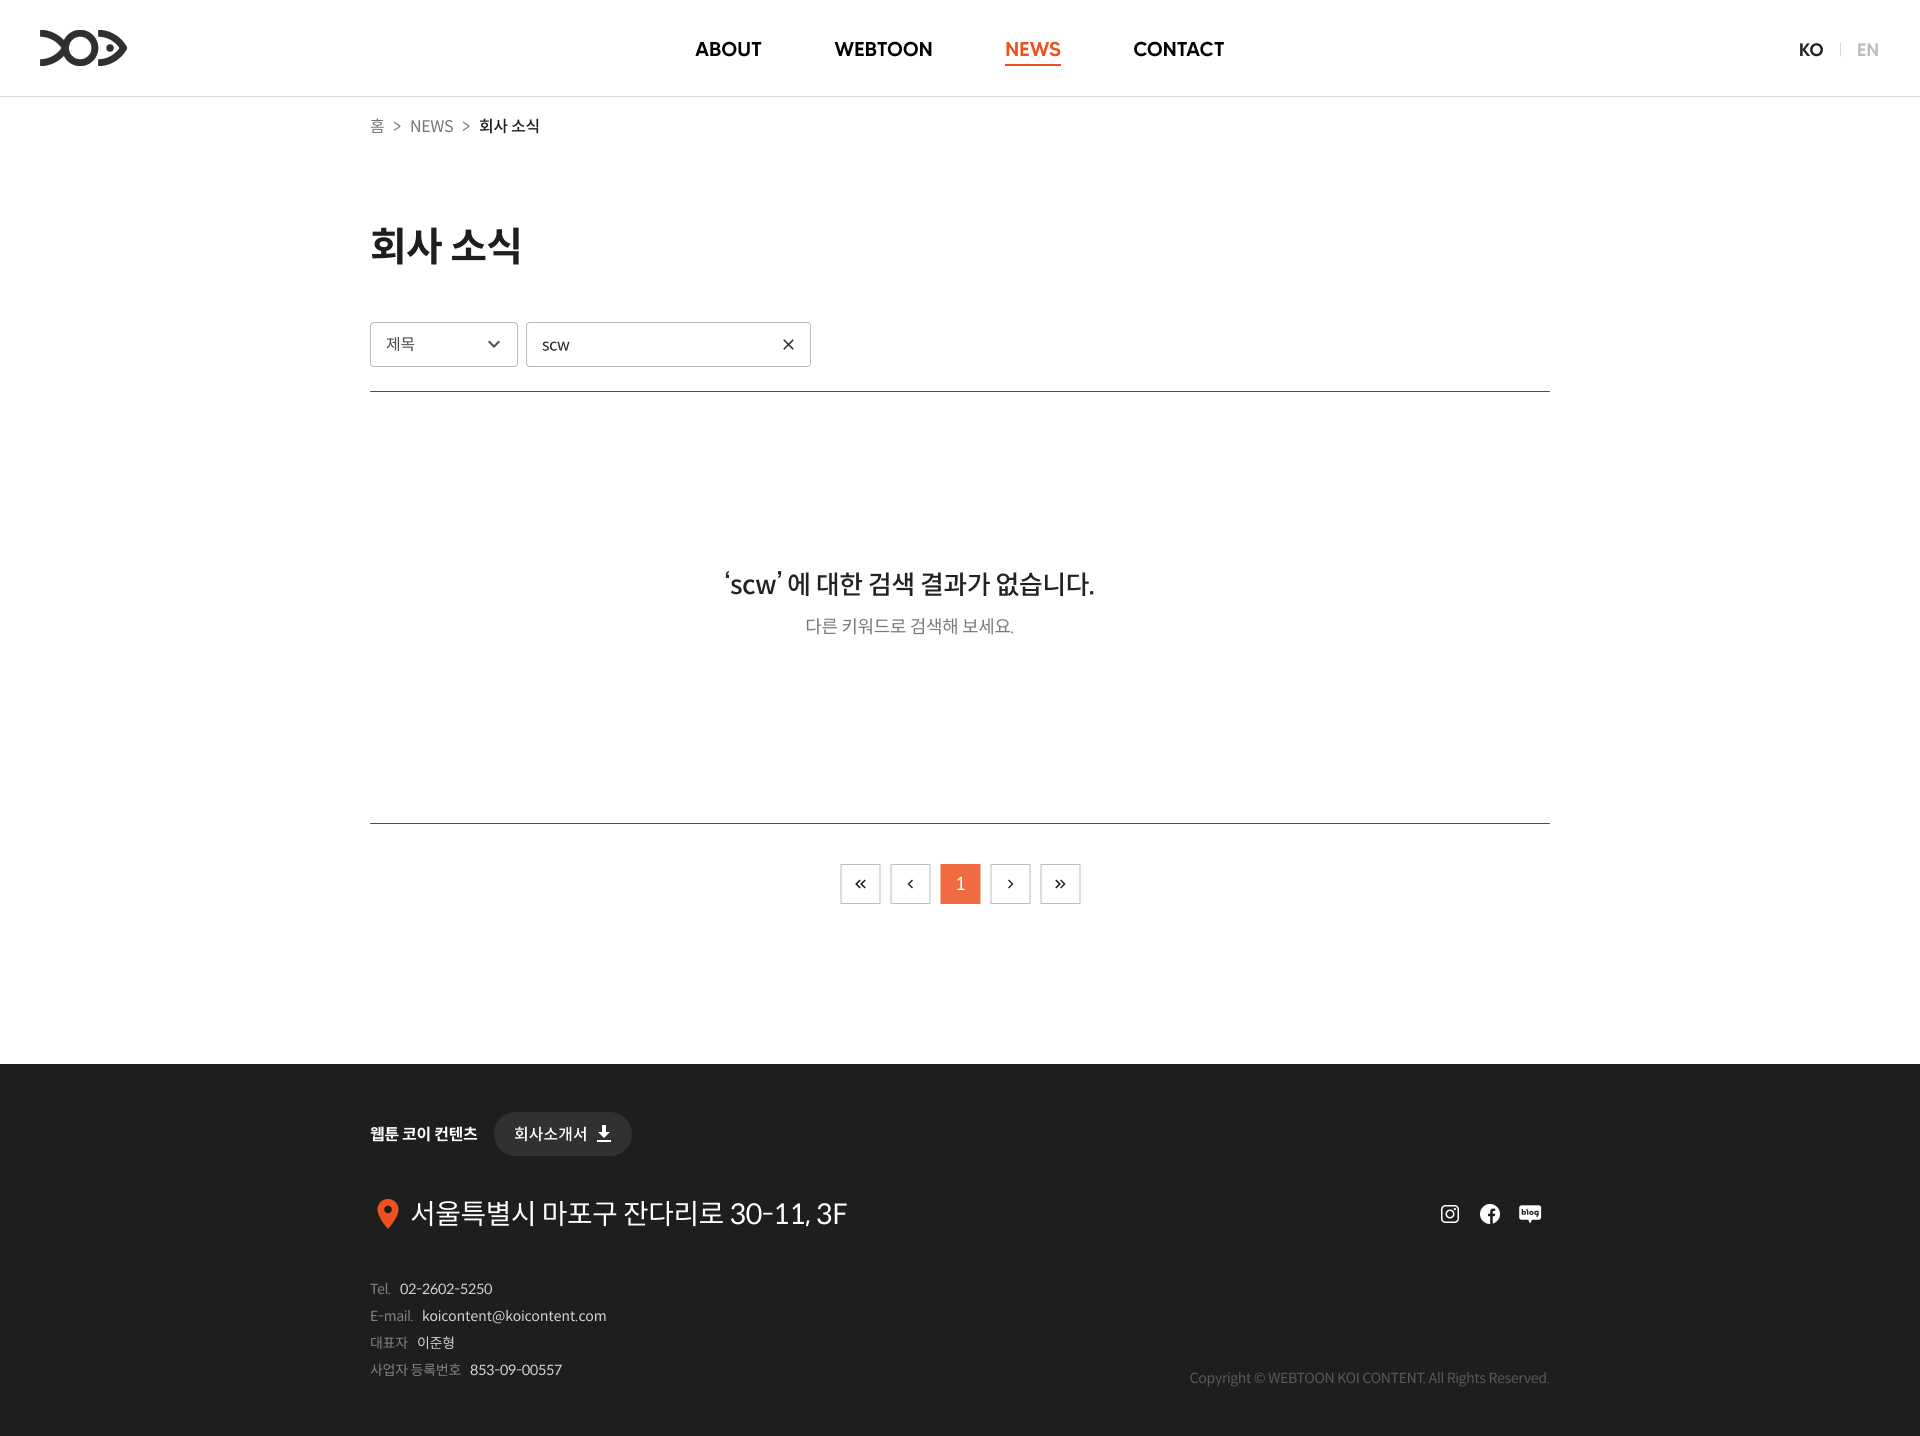 ABOUT
WEBTOON
NEWS
CONTACT
KO
EN
홈 > NEWS > 회사 소식
회사 소식
제목
scw
‘scw’ 에 대한 검색 결과가 없습니다.
다른 키워드로 검색해 보세요.
1
웹툰 코이 컨텐츠
회사소개서
서울특별시 마포구 잔다리로 30-11, 3F
blog
Tel. 02-2602-5250
E-mail. koicontent@koicontent.com
대표자 이준형
사업자 등록번호 853-09-00557
Copyright © WEBTOON KOI CONTENT. All Rights Reserved.